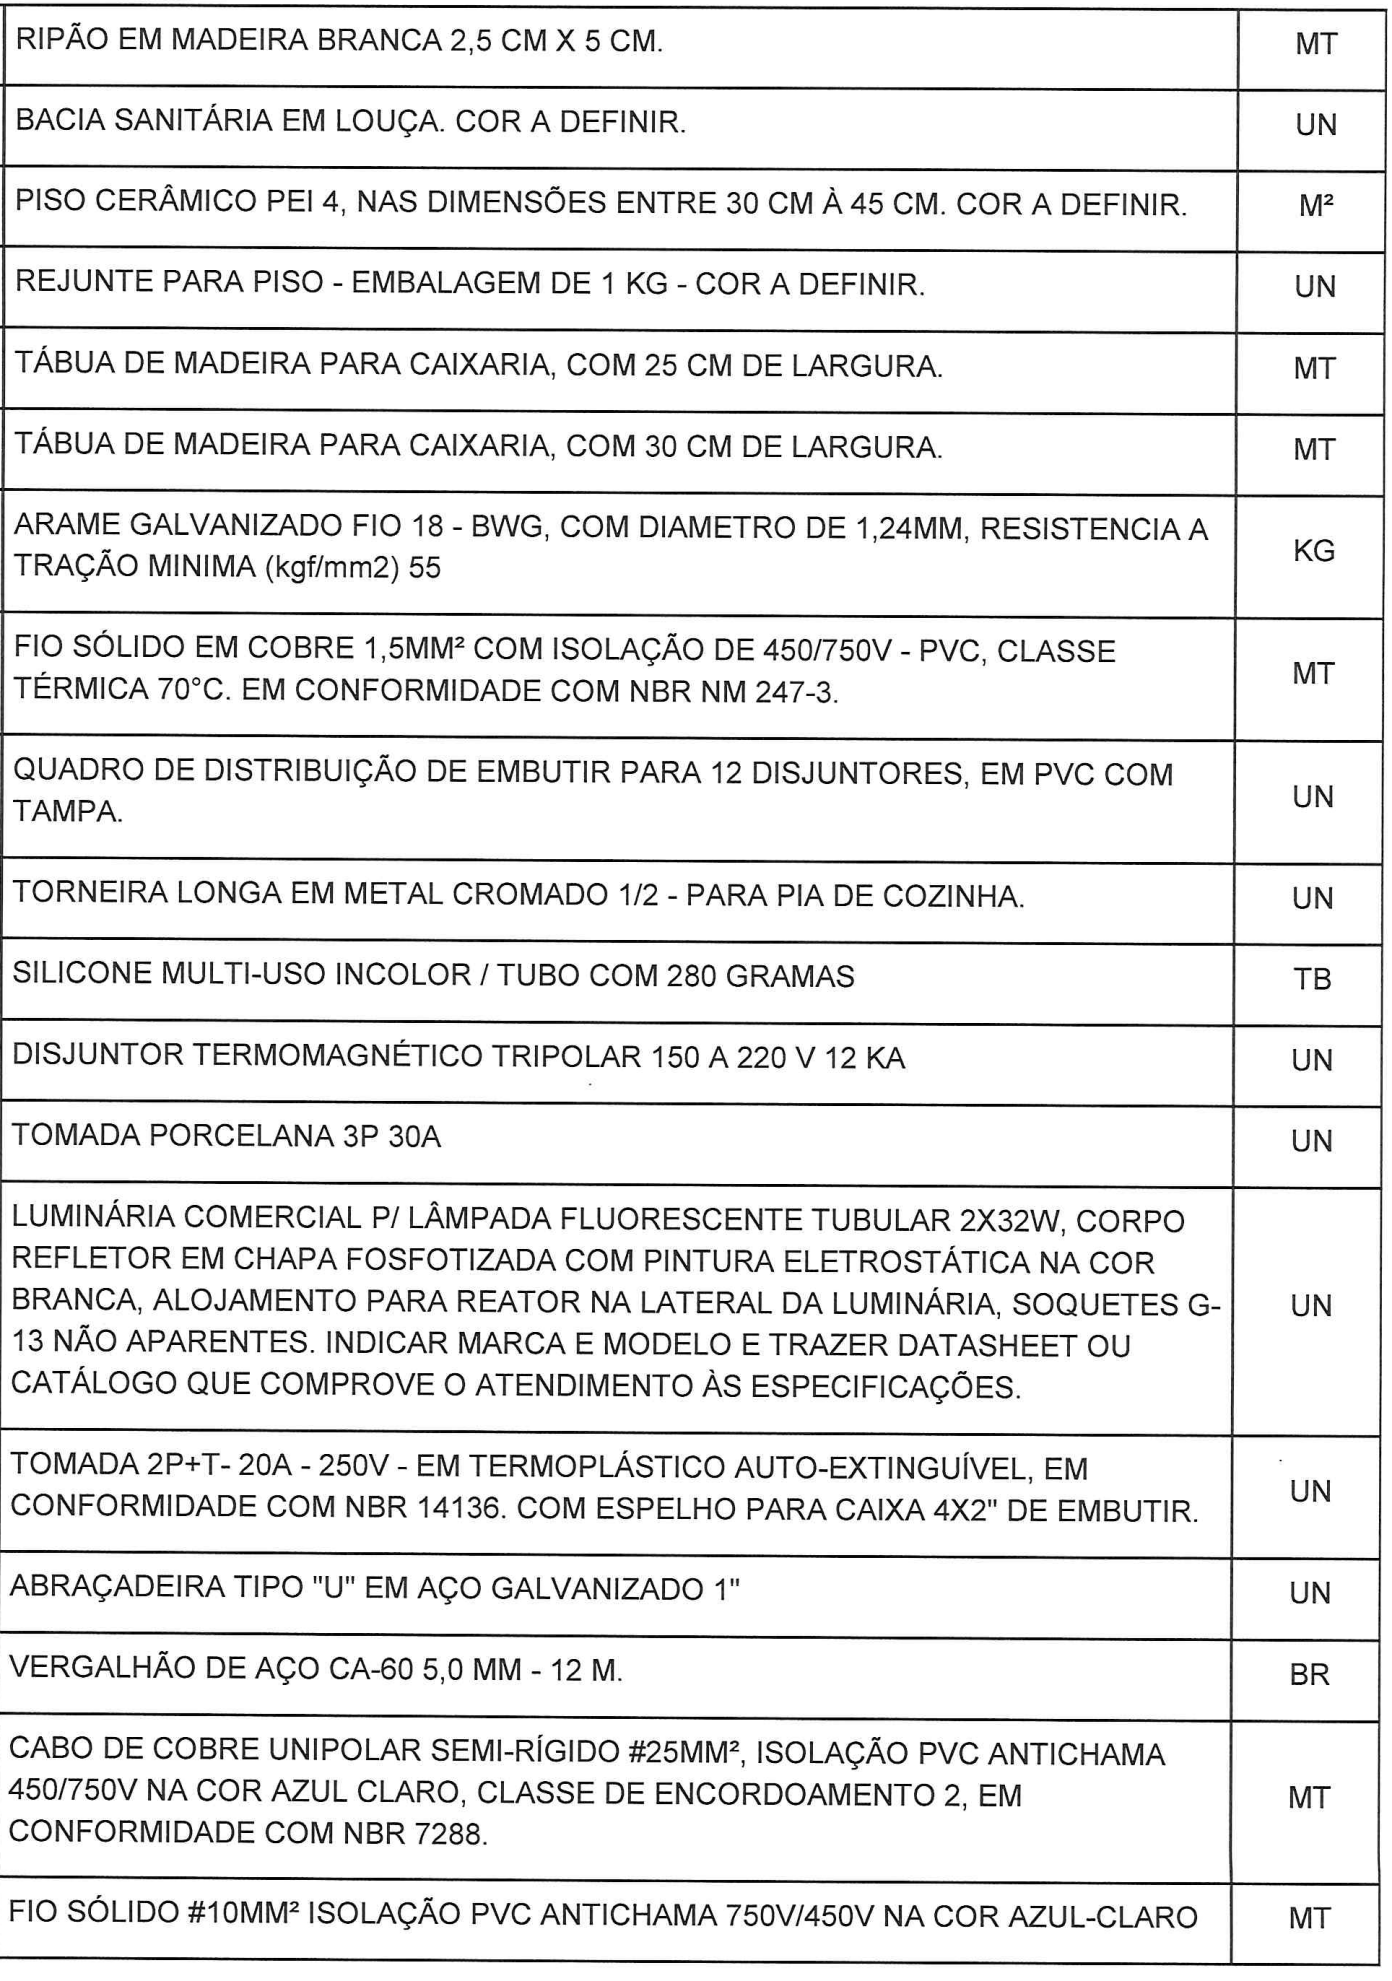 RIPÃO EM MADEIRA BRANCA 2,5 CM X 5 CM. MT
BACIA SANITÁRIA EM LOUÇA. COR A DEFINIR. UN
PISO CERÂMICO PEI 4, NAS DIMENSÕES ENTRE 30 CM À 45 CM. COR A DEFINIR. M²
REJUNTE PARA PISO - EMBALAGEM DE 1 KG - COR A DEFINIR. UN
TÁBUA DE MADEIRA PARA CAIXARIA, COM 25 CM DE LARGURA. MT
TÁBUA DE MADEIRA PARA CAIXARIA, COM 30 CM DE LARGURA. MT
ARAME GALVANIZADO FIO 18 - BWG, COM DIAMETRO DE 1,24MM, RESISTENCIA A
TRAÇÃO MINIMA (kgf/mm2) 55
KG
FIO SÓLIDO EM COBRE 1,5MM² COM ISOLAÇÃO DE 450/750V - PVC, CLASSE
TÉRMICA 70°C. EM CONFORMIDADE COM NBR NM 247-3.
MT
QUADRO DE DISTRIBUIÇÃO DE EMBUTIR PARA 12 DISJUNTORES, EM PVC COM
TAMPA.
UN
TORNEIRA LONGA EM METAL CROMADO 1/2 - PARA PIA DE COZINHA. UN
SILICONE MULTI-USO INCOLOR / TUBO COM 280 GRAMAS TB
DISJUNTOR TERMOMAGNÉTICO TRIPOLAR 150 A 220 V 12 KA UN
TOMADA PORCELANA 3P 30A UN
LUMINÁRIA COMERCIAL P/ LÂMPADA FLUORESCENTE TUBULAR 2X32W, CORPO
REFLETOR EM CHAPA FOSFOTIZADA COM PINTURA ELETROSTÁTICA NA COR
BRANCA, ALOJAMENTO PARA REATOR NA LATERAL DA LUMINÁRIA, SOQUETES G-
13 NÃO APARENTES. INDICAR MARCA E MODELO E TRAZER DATASHEET OU
CATÁLOGO QUE COMPROVE O ATENDIMENTO ÀS ESPECIFICAÇÕES.
UN
TOMADA 2P+T- 20A - 250V - EM TERMOPLÁSTICO AUTO-EXTINGUÍVEL, EM
CONFORMIDADE COM NBR 14136. COM ESPELHO PARA CAIXA 4X2" DE EMBUTIR.
UN
ABRAÇADEIRA TIPO "U" EM AÇO GALVANIZADO 1" UN
VERGALHÃO DE AÇO CA-60 5,0 MM - 12 M. BR
CABO DE COBRE UNIPOLAR SEMI-RÍGIDO #25MM², ISOLAÇÃO PVC ANTICHAMA
450/750V NA COR AZUL CLARO, CLASSE DE ENCORDOAMENTO 2, EM
CONFORMIDADE COM NBR 7288.
MT
FIO SÓLIDO #10MM² ISOLAÇÃO PVC ANTICHAMA 750V/450V NA COR AZUL-CLARO MT